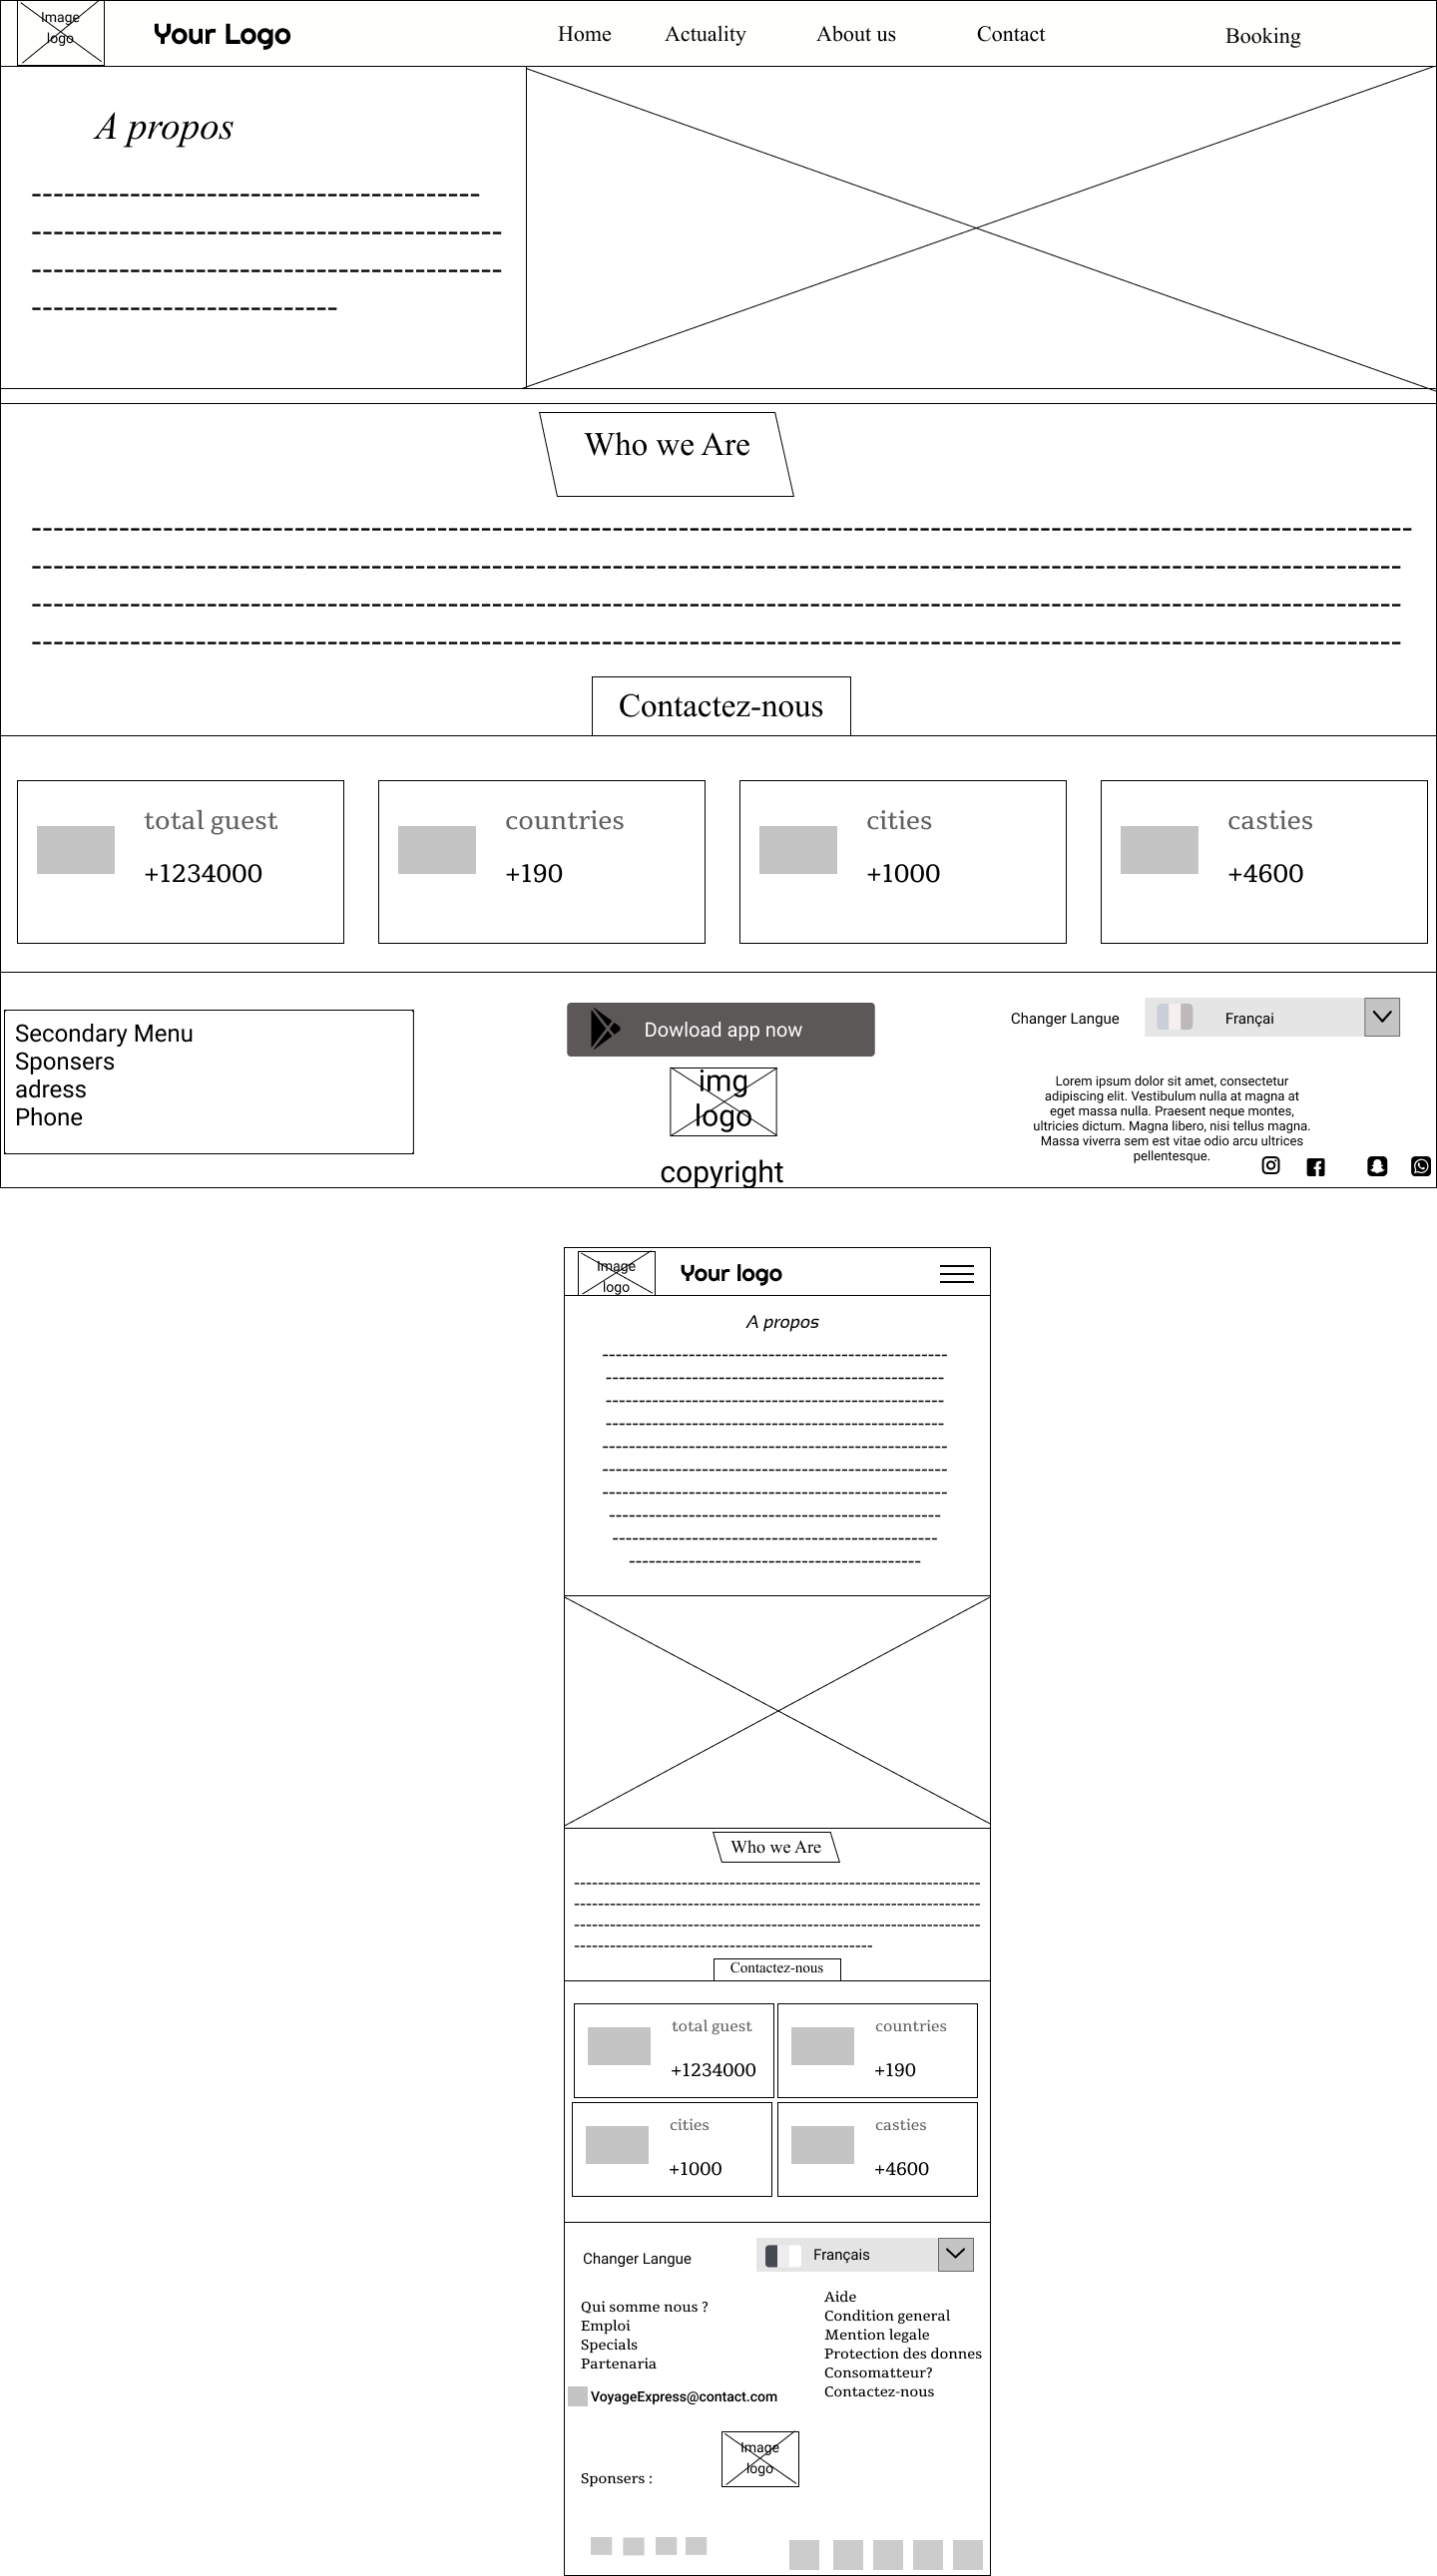 Image
logo
Your Logo
Home
Actuality
About us
Contact
Booking
A propos
Who we Are
Contactez-nous
total guest
+1234000
countries
+190
cities
+1000
casties
+4600
Secondary Menu
Sponsers
adress
Phone
Dowload app now
img
logo
copyright
Changer Langue
Françai
Lorem ipsum dolor sit amet, consectetur
adipiscing elit. Vestibulum nulla at magna at
eget massa nulla. Praesent neque montes,
ultricies dictum. Magna libero, nisi tellus magna.
Massa viverra sem est vitae odio arcu ultrices
pellentesque.
Image
logo
Your logo
A propos
Who we Are
Contactez-nous
total guest
+1234000
countries
+190
cities
+1000
casties
+4600
Changer Langue
Français
Qui somme nous ?
Emploi
Specials
Partenaria
Aide
Condition general
Mention legale
Protection des donnes
Consomatteur?
Contactez-nous
VoyageExpress@contact.com
Image
logo
Sponsers :